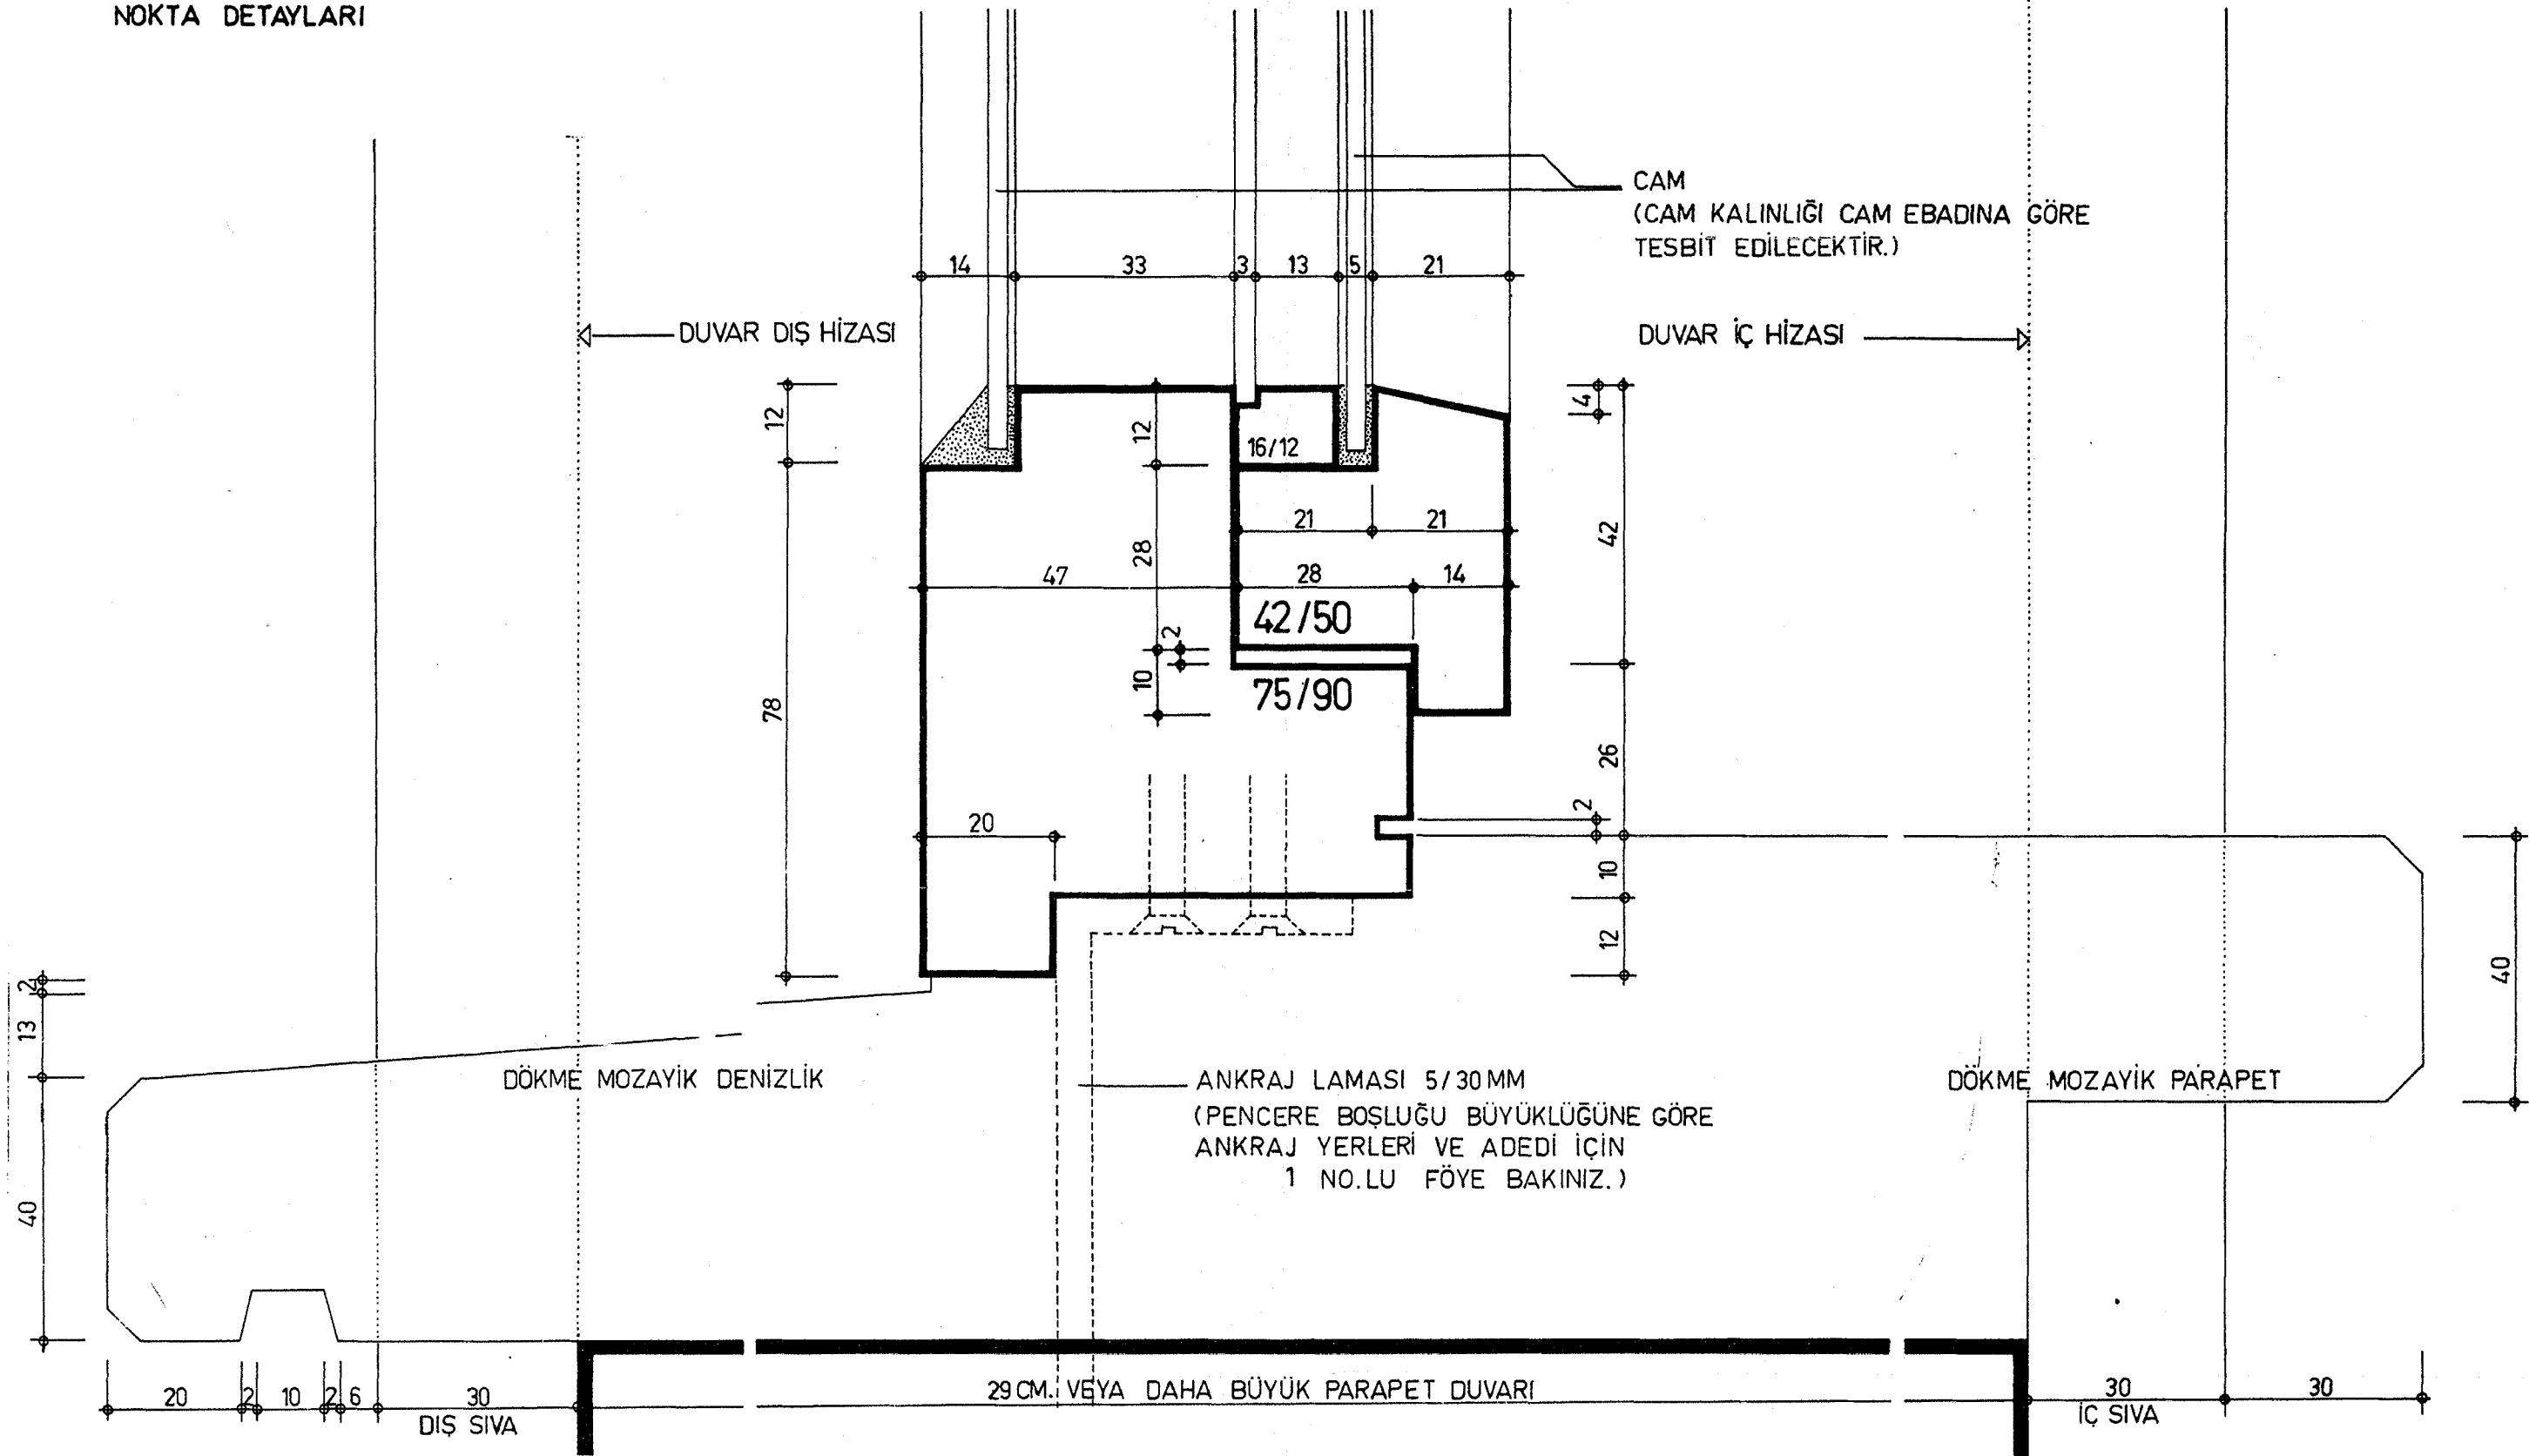 NOKTA DETAYLARI
CAM
(CAM KALINLIĞI CAM EBADINA GÖRE
TESBİT EDİLECEKTİR.)
14 33 3 13 5 21
DUVAR DIŞ HİZASI
DUVAR İÇ HİZASI
12
12
4
16/12
21 21
42
28
47 28 14
42/50
2
10
75/90
78
26
2
20
10
12
40
2
13
40
DÖKME MOZAYİK DENİZLİK
ANKRAJ LAMASI 5/30 MM
(PENCERE BOŞLUĞU BÜYÜKLÜĞÜNE GÖRE
ANKRAJ YERLERİ VE ADEDİ İÇİN
1 NO.LU FÖYE BAKINIZ.)
DÖKME MOZAYİK PARAPET
20 2 10 2 6 30
DIŞ SIVA
29 CM. VEYA DAHA BÜYÜK PARAPET DUVARI
30 30
İÇ SIVA